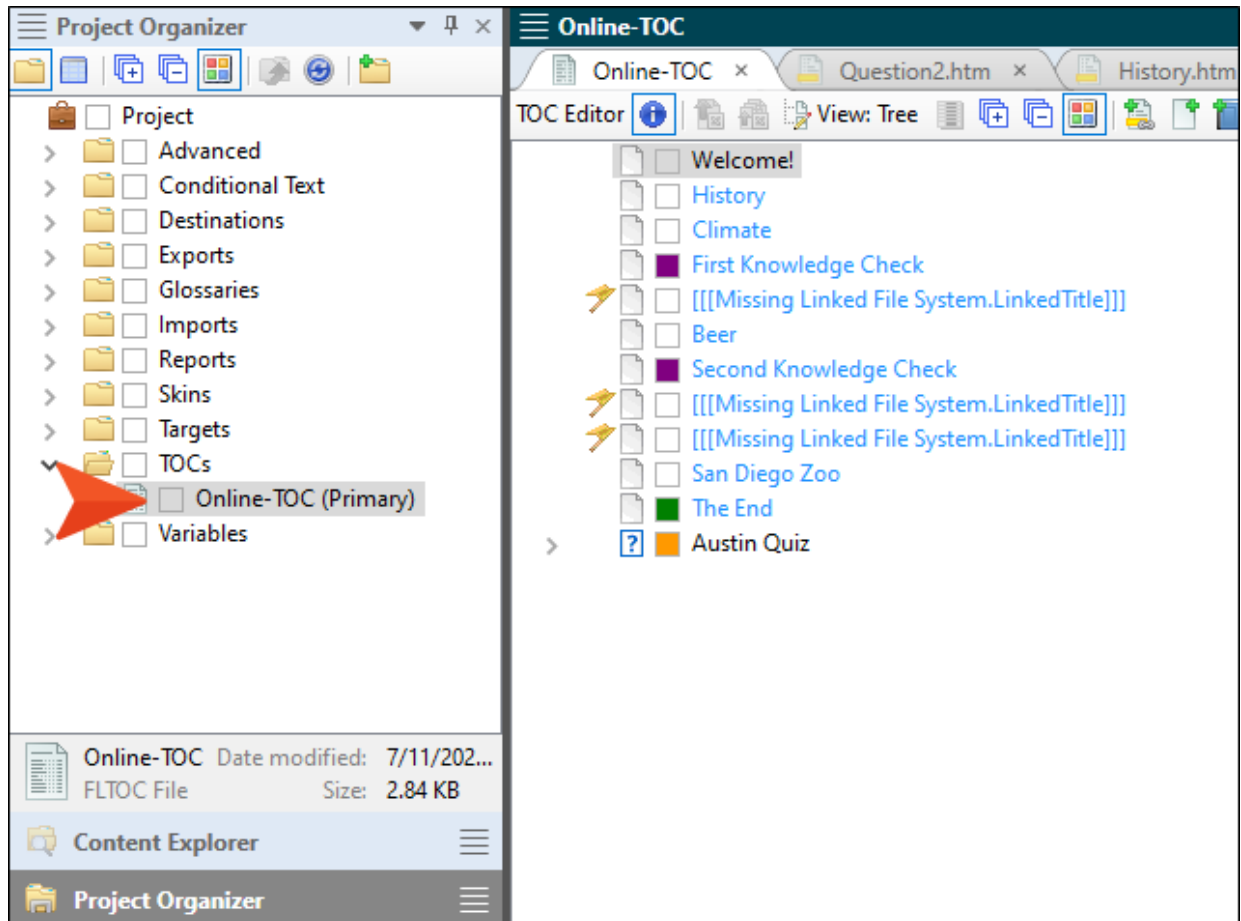 Project Organizer
Project
Advanced
Conditional Text
Destinations
Exports
Glossaries
Imports
Reports
Skins
Targets
TOCs
Online-TOC (Primary)
Variables
Online-TOC Date modified: 7/11/202...
FLTOC File Size: 2.84 KB
Content Explorer
Project Organizer
Online-TOC
Online-TOC Question2.htm History.htm
TOC Editor View: Tree
Welcome!
History
Climate
First Knowledge Check
[[[Missing Linked File System.LinkedTitle]]]
Beer
Second Knowledge Check
[[[Missing Linked File System.LinkedTitle]]]
[[[Missing Linked File System.LinkedTitle]]]
San Diego Zoo
The End
? Austin Quiz